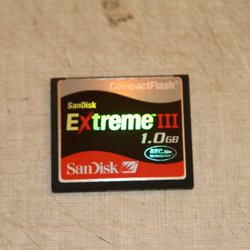 CompactFlash
SanDisk
Extreme III
1.0GB
SanDisk